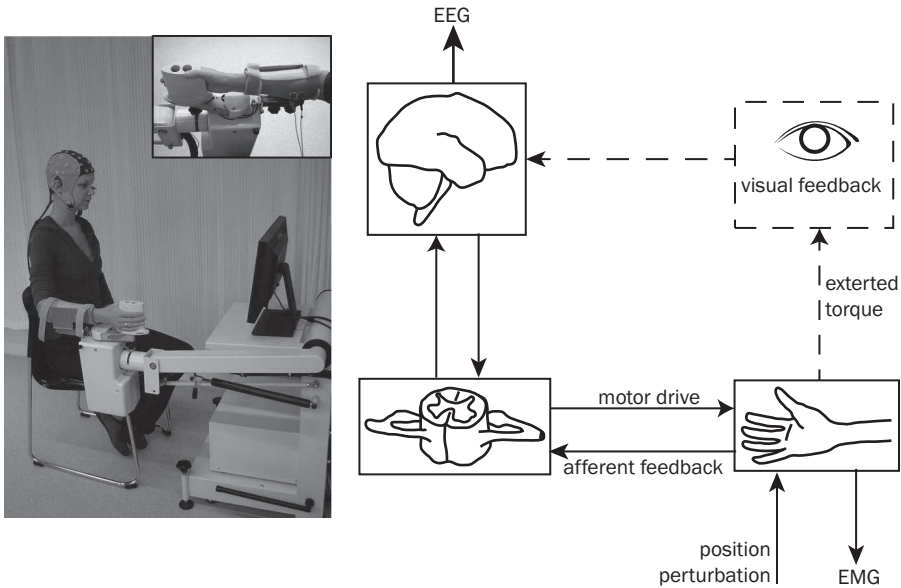 EEG
visual feedback
exterted
torque
motor drive
afferent feedback
position
perturbation
EMG